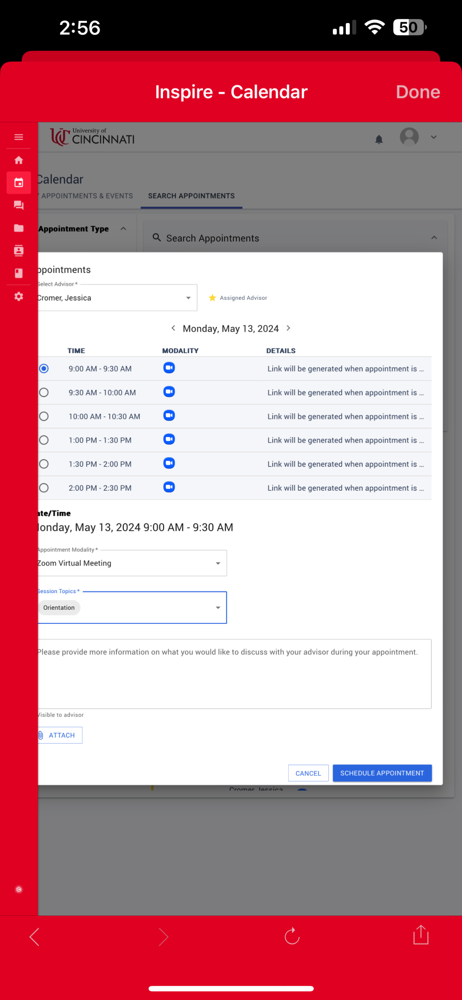 2:56
50
Inspire - Calendar
Done
University of
CINCINNATI
Calendar
APPOINTMENTS & EVENTS
SEARCH APPOINTMENTS
Appointment Type
Search Appointments
ppointments
Select Advisor *
Cromer, Jessica
Assigned Advisor
Monday, May 13, 2024
TIME MODALITY DETAILS
9:00 AM - 9:30 AM Link will be generated when appointment is ...
9:30 AM - 10:00 AM Link will be generated when appointment is ...
10:00 AM - 10:30 AM Link will be generated when appointment is ...
1:00 PM - 1:30 PM Link will be generated when appointment is ...
1:30 PM - 2:00 PM Link will be generated when appointment is ...
2:00 PM - 2:30 PM Link will be generated when appointment is ...
ate/Time
onday, May 13, 2024 9:00 AM - 9:30 AM
Appointment Modality *
Zoom Virtual Meeting
Session Topics *
Orientation
Please provide more information on what you would like to discuss with your advisor during your appointment.
Visible to advisor
ATTACH
CANCEL
SCHEDULE APPOINTMENT
Cromer, Jessica